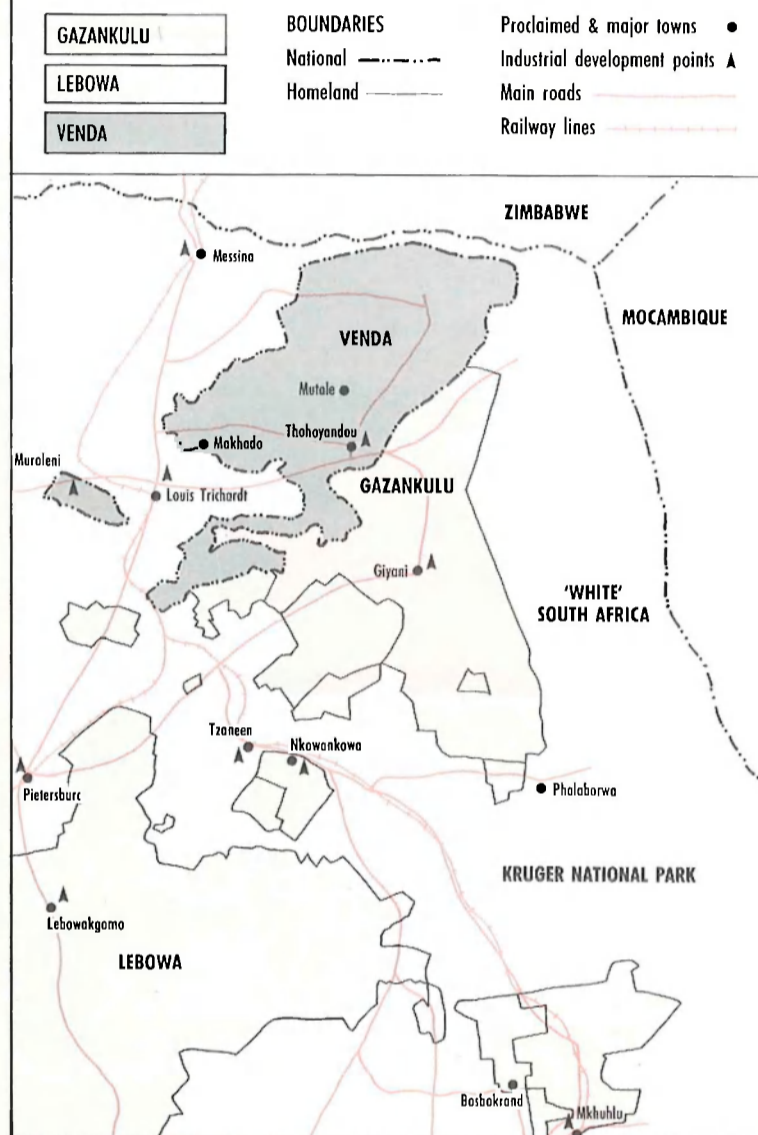 GAZANKULU
LEBOWA
VENDA
BOUNDARIES
National
Homeland
Proclaimed & major towns
Industrial development points
Main roads
Railway lines
ZIMBABWE
Messina
MOCAMBIQUE
VENDA
Mutale
Thohoyandou
Makhado
Muraleni
Louis Trichardt
GAZANKULU
Giyani
'WHITE'
SOUTH AFRICA
Tzaneen
Nkowankowa
Pietersburc
Phalaborwa
KRUGER NATIONAL PARK
Lebowakgomo
LEBOWA
Bosbokrand
Mkhuhlu